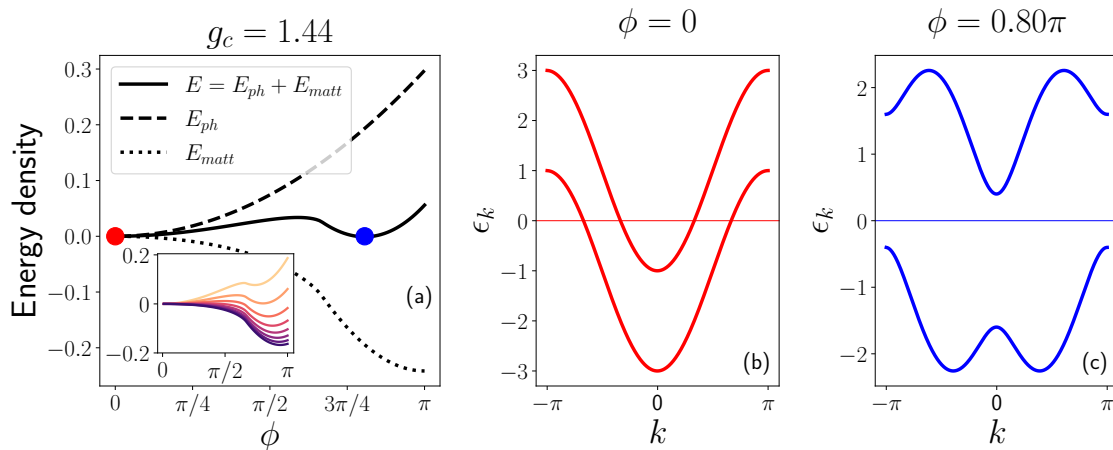 g_c = 1.44
E = E_ph + E_matt
E_ph
E_matt
Energy density
0.3
0.2
0.1
0.0
−0.1
−0.2
0.2
0
−0.2
0
π/2
π
(a)
0
π/4
π/2
3π/4
π
ϕ
ϕ = 0
ϵ_k
3
2
1
0
−1
−2
−3
(b)
−π
0
π
k
ϕ = 0.80π
ϵ_k
2
1
0
−1
−2
(c)
−π
0
π
k